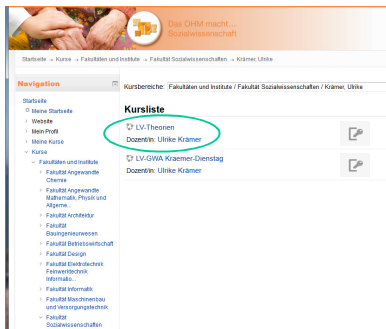 Das OHM macht...
Sozialwissenschaft
Startseite → Kurse → Fakultäten und Institute → Fakultät Sozialwissenschaften → Krämer, Ulrike
Navigation
Startseite
Meine Startseite
Website
Mein Profil
Meine Kurse
Kurse
Fakultäten und Institute
Fakultät Angewandte
Chemie
Fakultät Angewandte
Mathematik, Physik und
Allgeme...
Fakultät Architektur
Fakultät
Bauingenieurwesen
Fakultät Betriebswirtschaft
Fakultät Design
Fakultät Elektrotechnik
Feinwerktechnik
Informatio...
Fakultät Informatik
Fakultät Maschinenbau
und Versorgungstechnik
Fakultät
Sozialwissenschaften
Kursbereiche: Fakultäten und Institute / Fakultät Sozialwissenschaften / Krämer, Ulrike
Kursliste
LV-Theorien
Dozent/in: Ulrike Krämer
LV-GWA Kraemer-Dienstag
Dozent/in: Ulrike Krämer